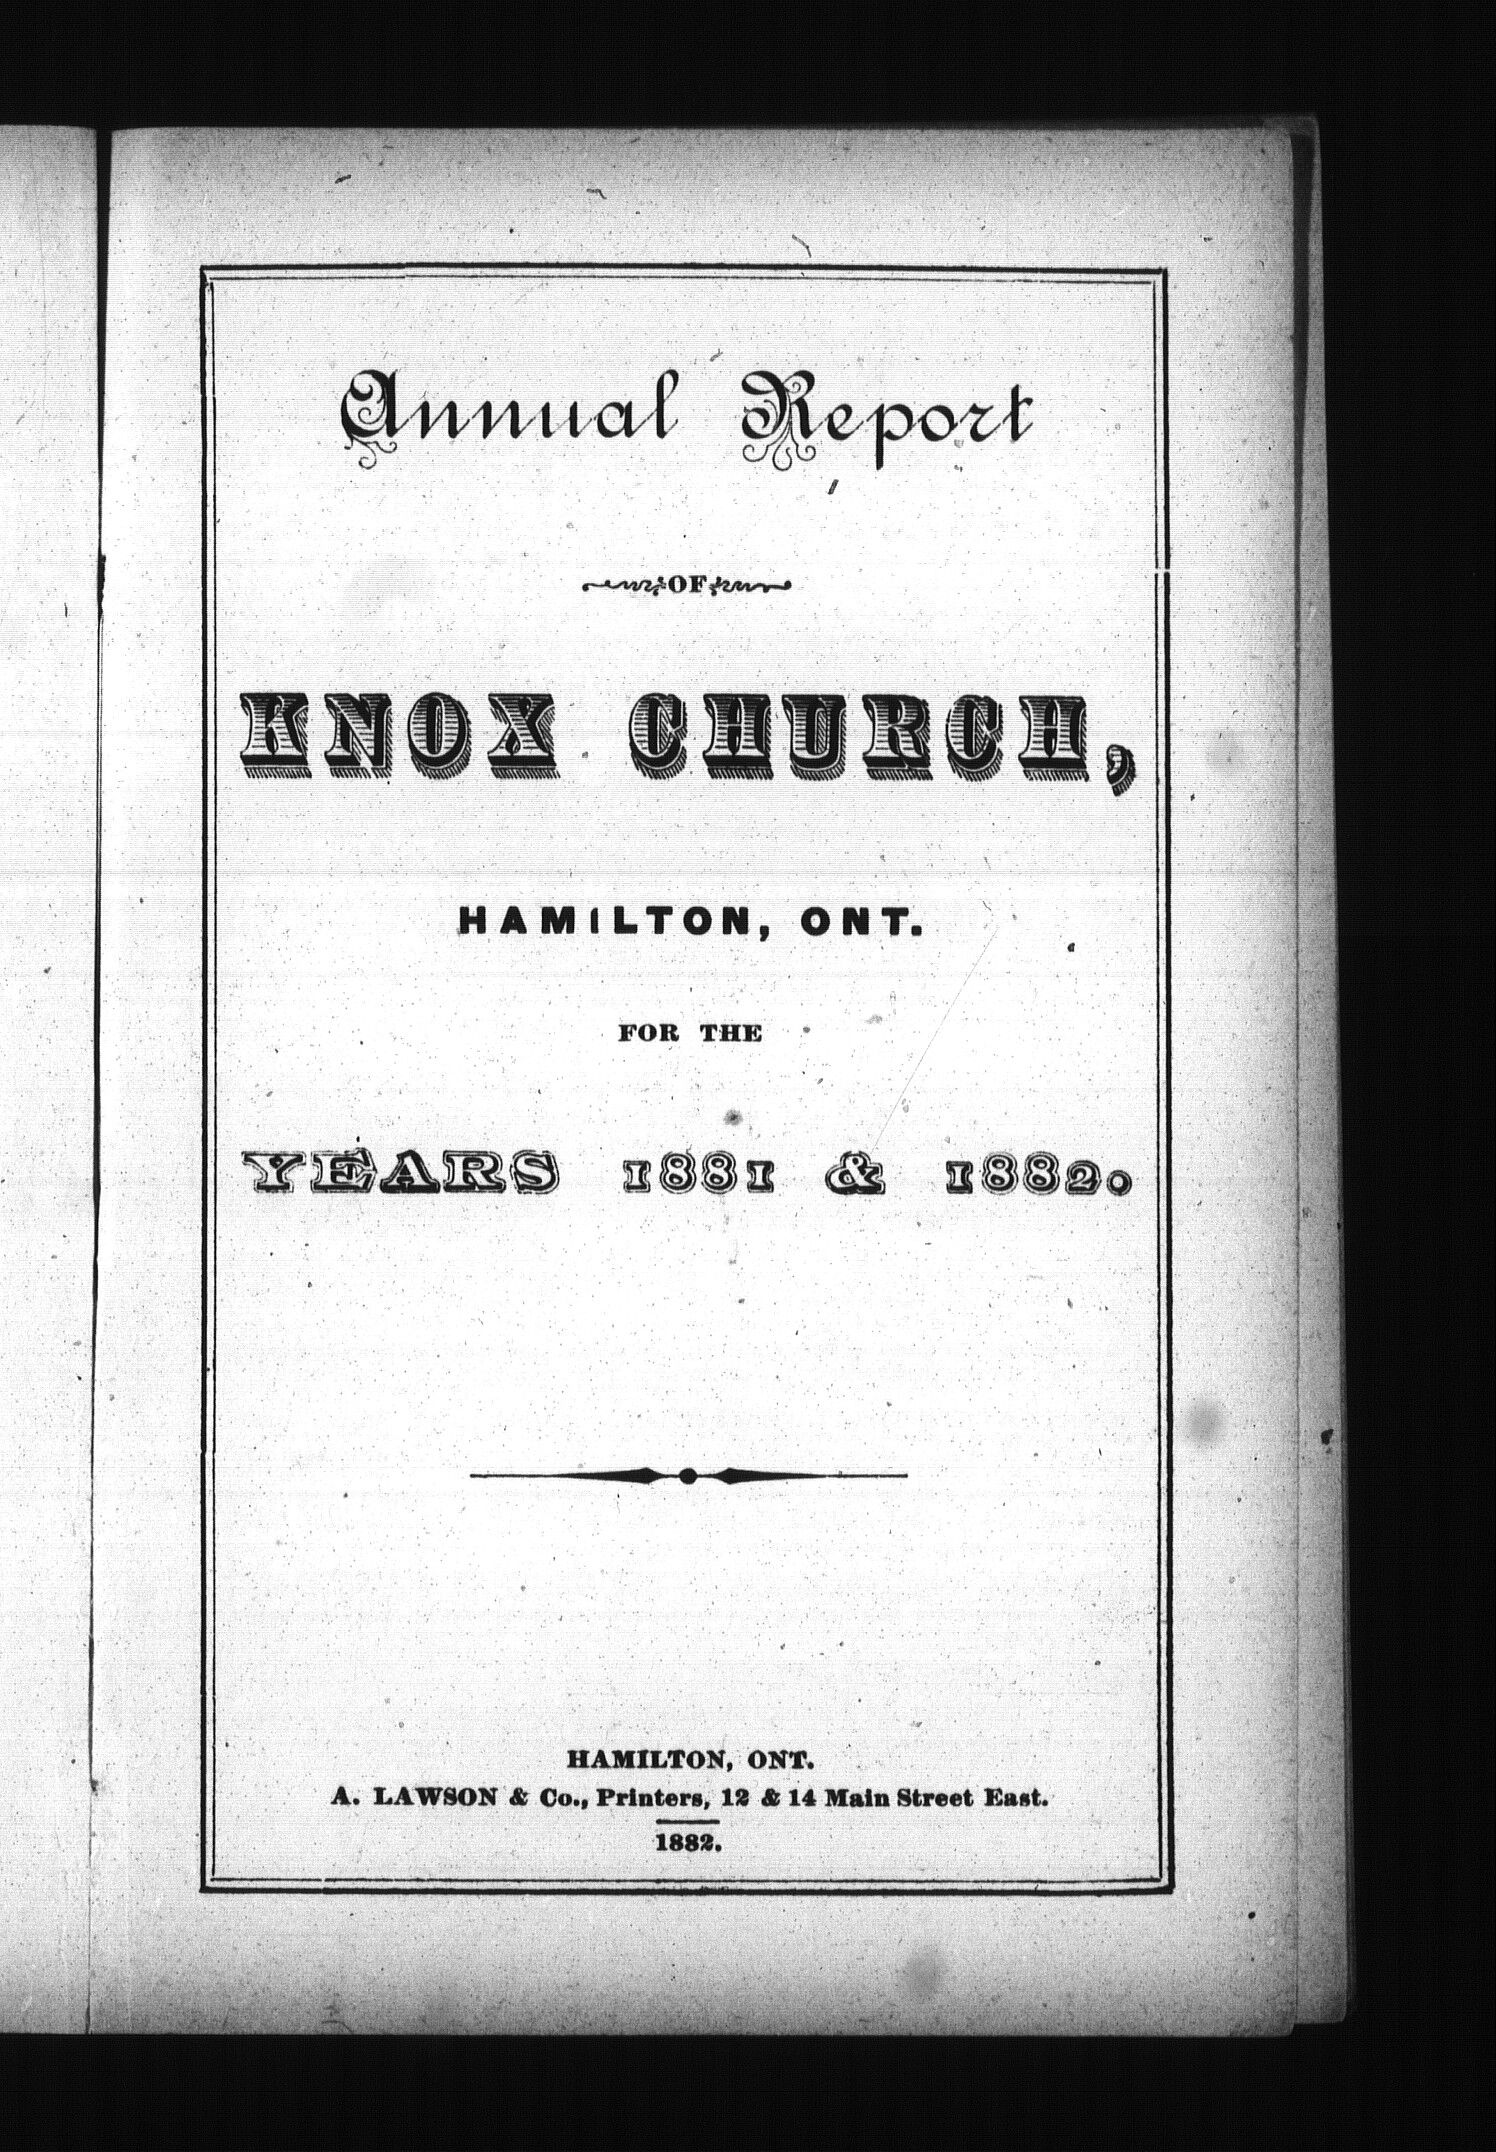 Annual Report
OF
KNOX CHURCH,
HAMILTON, ONT.
FOR THE
YEARS 1881 & 1882.
HAMILTON, ONT.
A. LAWSON & Co., Printers, 12 & 14 Main Street East.
1882.